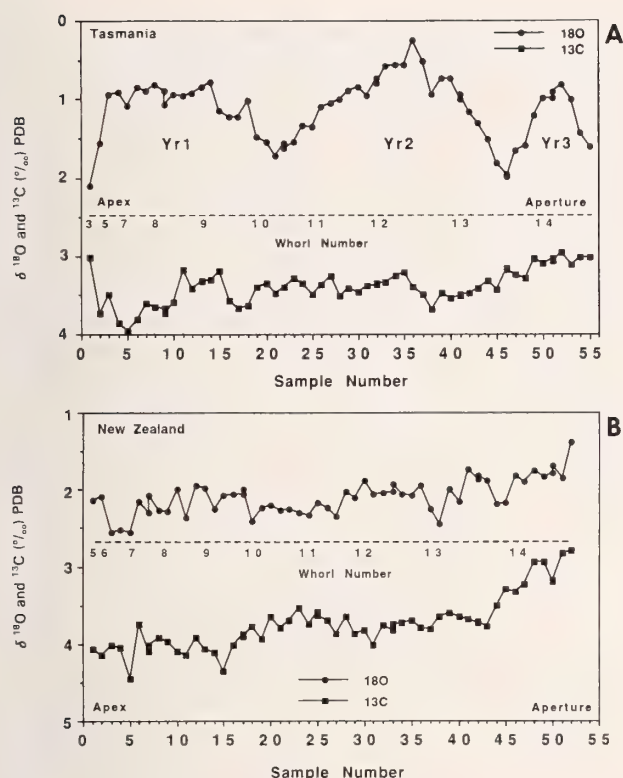 0
Tasmania
18O
13C
A
1
Yr1
Yr2
Yr3
2
Apex
Aperture
3 5 7 8 9 10 11 12 13 14
Whorl Number
3
4
0 5 10 15 20 25 30 35 40 45 50 55
Sample Number
δ 18O and 13C (°/oo) PDB
1
New Zealand
B
2
5 6 7 8 9 10 11 12 13 14
Whorl Number
3
4
18O
13C
Apex
Aperture
5
0 5 10 15 20 25 30 35 40 45 50 55
Sample Number
δ 18O and 13C (°/oo) PDB